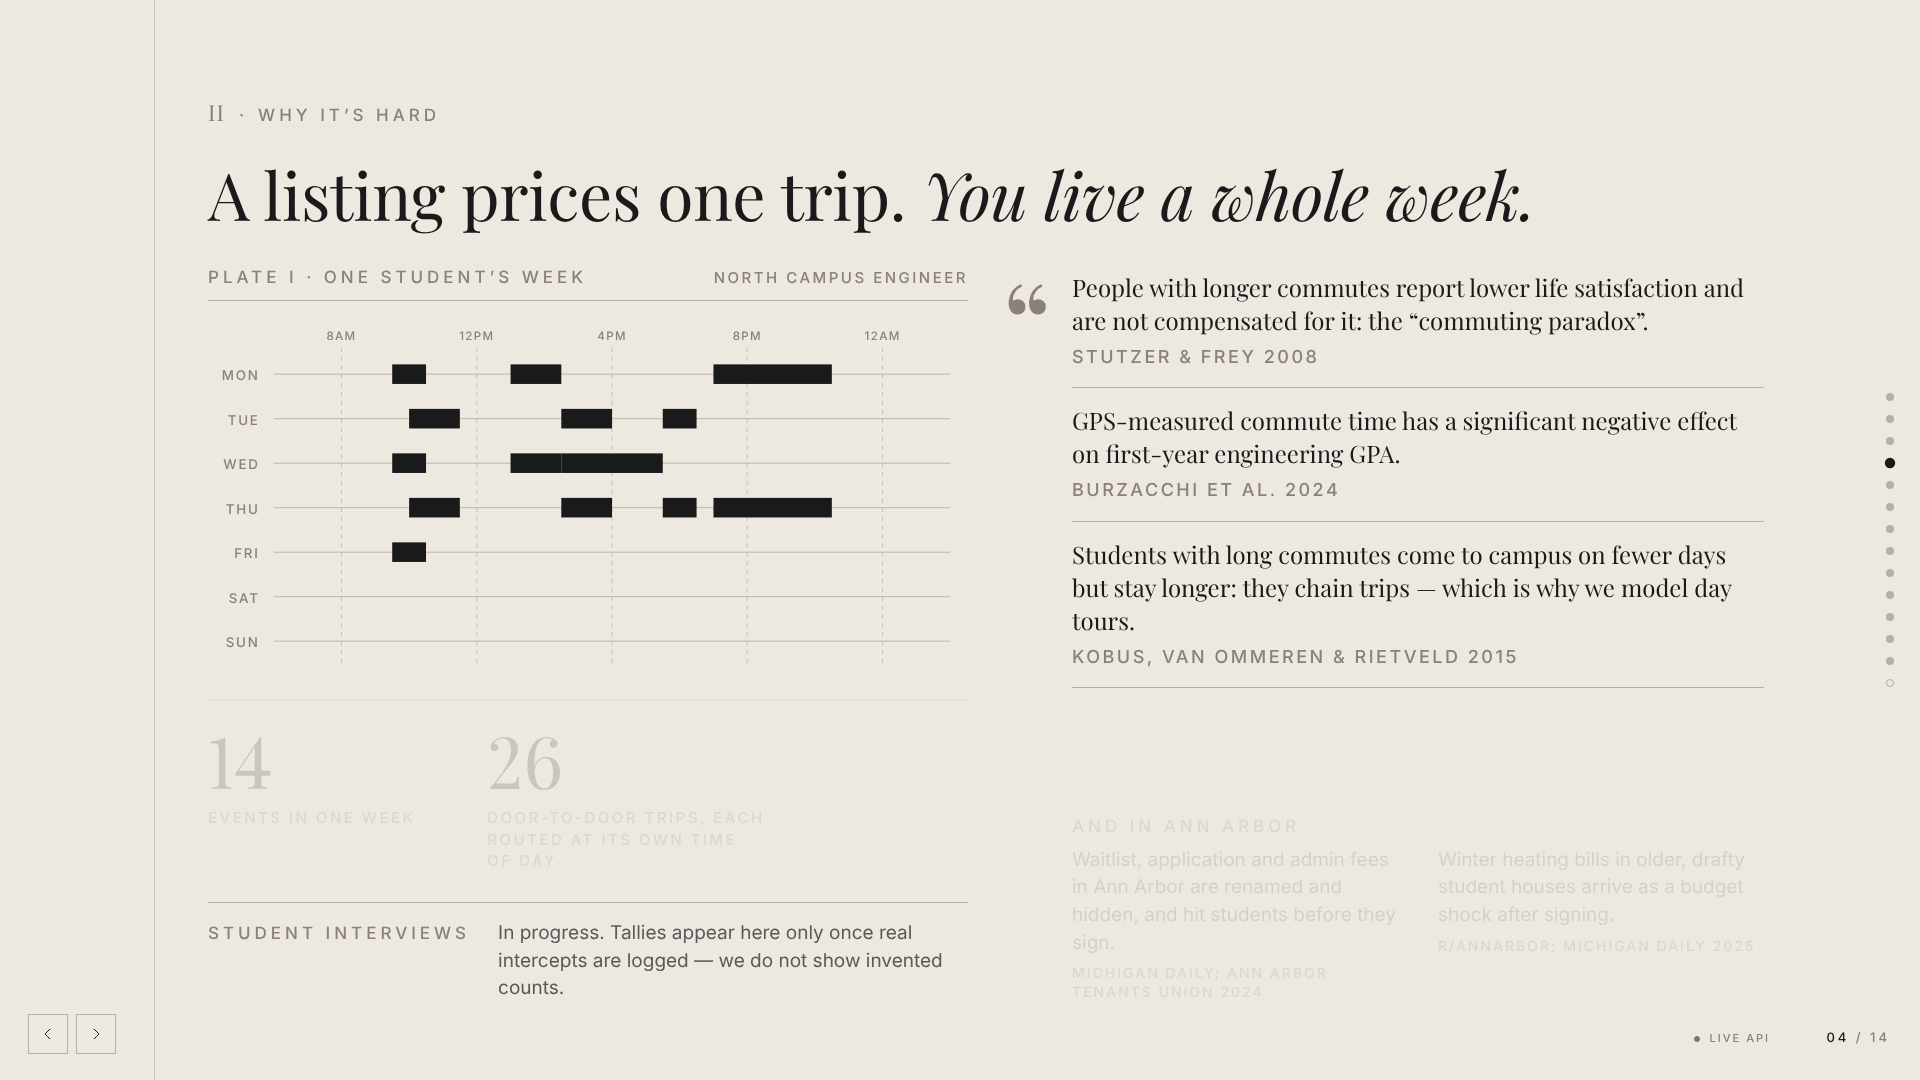 II · WHY IT’S HARD
A listing prices one trip. You live a whole week.
PLATE I · ONE STUDENT’S WEEK
NORTH CAMPUS ENGINEER
8AM 12PM 4PM 8PM 12AM
MON
TUE
WED
THU
FRI
SAT
SUN
14
EVENTS IN ONE WEEK
26
DOOR-TO-DOOR TRIPS, EACH
ROUTED AT ITS OWN TIME
OF DAY
STUDENT INTERVIEWS
In progress. Tallies appear here only once real
intercepts are logged — we do not show invented
counts.
“
People with longer commutes report lower life satisfaction and
are not compensated for it: the “commuting paradox”.
STUTZER & FREY 2008
GPS-measured commute time has a significant negative effect
on first-year engineering GPA.
BURZACCHI ET AL. 2024
Students with long commutes come to campus on fewer days
but stay longer: they chain trips — which is why we model day
tours.
KOBUS, VAN OMMEREN & RIETVELD 2015
AND IN ANN ARBOR
Waitlist, application and admin fees
in Ann Arbor are renamed and
hidden, and hit students before they
sign.
MICHIGAN DAILY; ANN ARBOR
TENANTS UNION 2024
Winter heating bills in older, drafty
student houses arrive as a budget
shock after signing.
R/ANNARBOR; MICHIGAN DAILY 2025
LIVE API
04 / 14